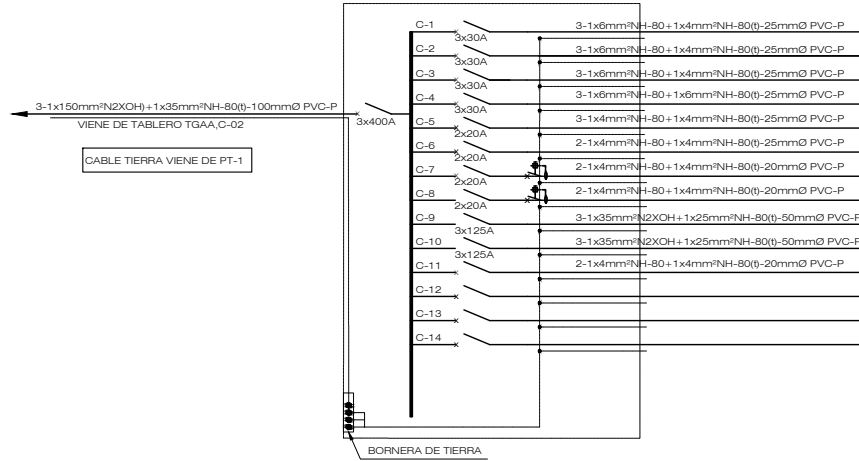 C-1 3-1x6mm²NH-80+1x4mm²NH-80(t)-25mmØ PVC-P
3x30A
C-2 3-1x6mm²NH-80+1x4mm²NH-80(t)-25mmØ PVC-P
3x30A
C-3 3-1x6mm²NH-80+1x4mm²NH-80(t)-25mmØ PVC-P
3x30A
C-4 3-1x6mm²NH-80+1x6mm²NH-80(t)-25mmØ PVC-P
3x30A
3-1x150mm²N2XOH)+1x35mm²NH-80(t)-100mmØ PVC-P
3x400A
VIENE DE TABLERO TGAA,C-02
CABLE TIERRA VIENE DE PT-1
C-5 3-1x4mm²NH-80+1x4mm²NH-80(t)-25mmØ PVC-P
2x20A
C-6 2-1x4mm²NH-80+1x4mm²NH-80(t)-25mmØ PVC-P
2x20A
C-7 2-1x4mm²NH-80+1x4mm²NH-80(t)-20mmØ PVC-P
2x20A
C-8 2-1x4mm²NH-80+1x4mm²NH-80(t)-20mmØ PVC-P
2x20A
C-9 3-1x35mm²N2XOH+1x25mm²NH-80(t)-50mmØ PVC-P
3x125A
C-10 3-1x35mm²N2XOH+1x25mm²NH-80(t)-50mmØ PVC-P
3x125A
C-11 2-1x4mm²NH-80+1x4mm²NH-80(t)-20mmØ PVC-P
C-12
C-13
C-14
BORNERA DE TIERRA